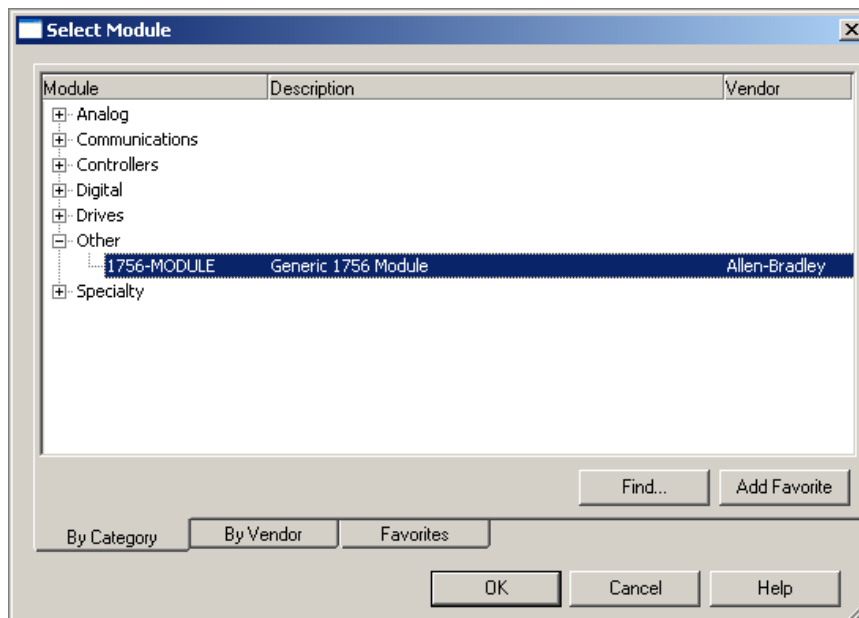 Select Module
Module Description Vendor
Analog
Communications
Controllers
Digital
Drives
Other
1756-MODULE Generic 1756 Module Allen-Bradley
Specialty
Find... Add Favorite
By Category By Vendor Favorites
OK Cancel Help